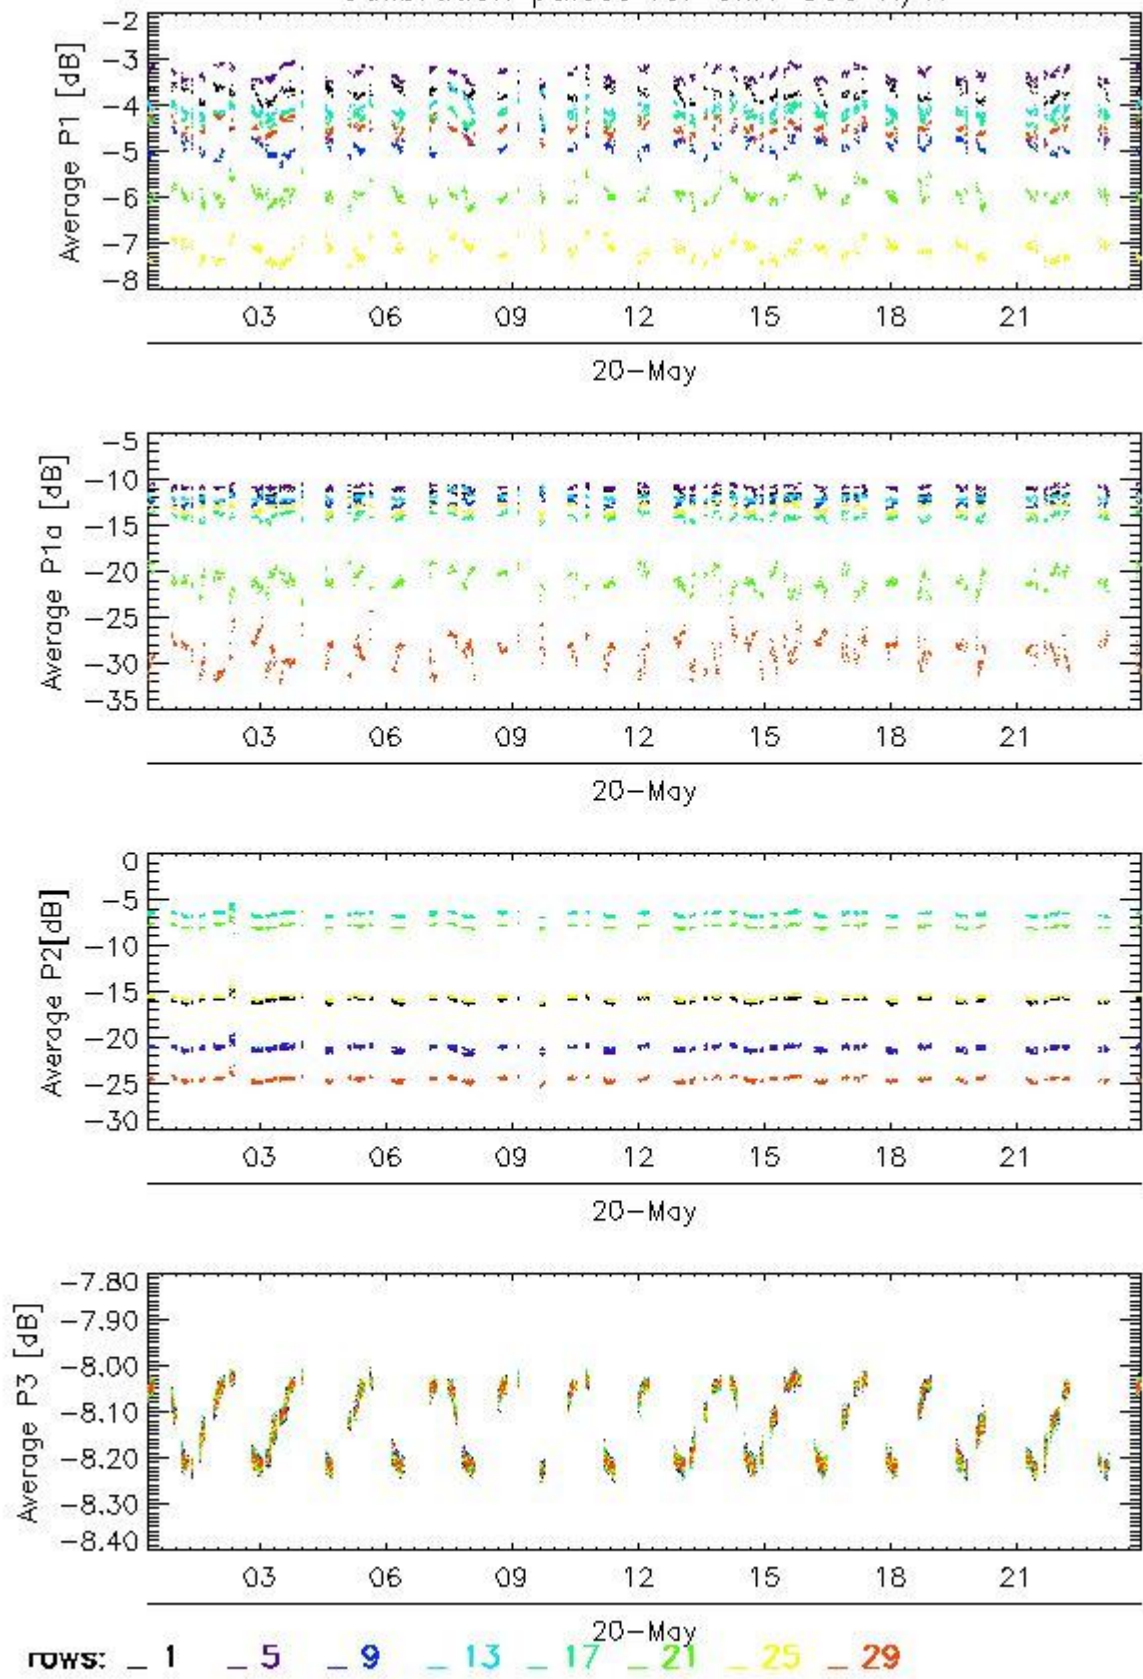 -2
-3
-4
-5
-6
-7
-8
Average P1 [dB]
03 06 09 12 15 18 21
20-May
-5
-10
-15
-20
-25
-30
-35
Average P1a [dB]
03 06 09 12 15 18 21
20-May
0
-5
-10
-15
-20
-25
-30
Average P2[dB]
03 06 09 12 15 18 21
20-May
-7.80
-7.90
-8.00
-8.10
-8.20
-8.30
-8.40
Average P3 [dB]
03 06 09 12 15 18 21
20-May
rows: _ 1 _ 5 _ 9 _ 13 _ 17 _ 21 _ 25 _ 29